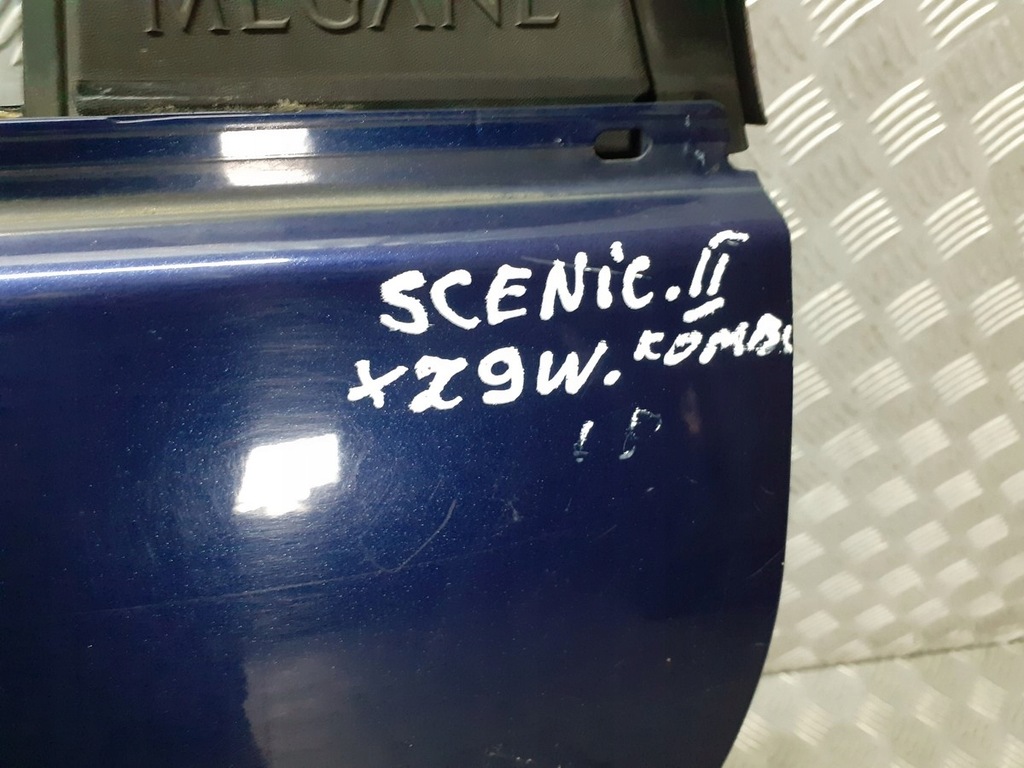 MEGANE
SCENIC.II
XZ9W. KOMBI
LP